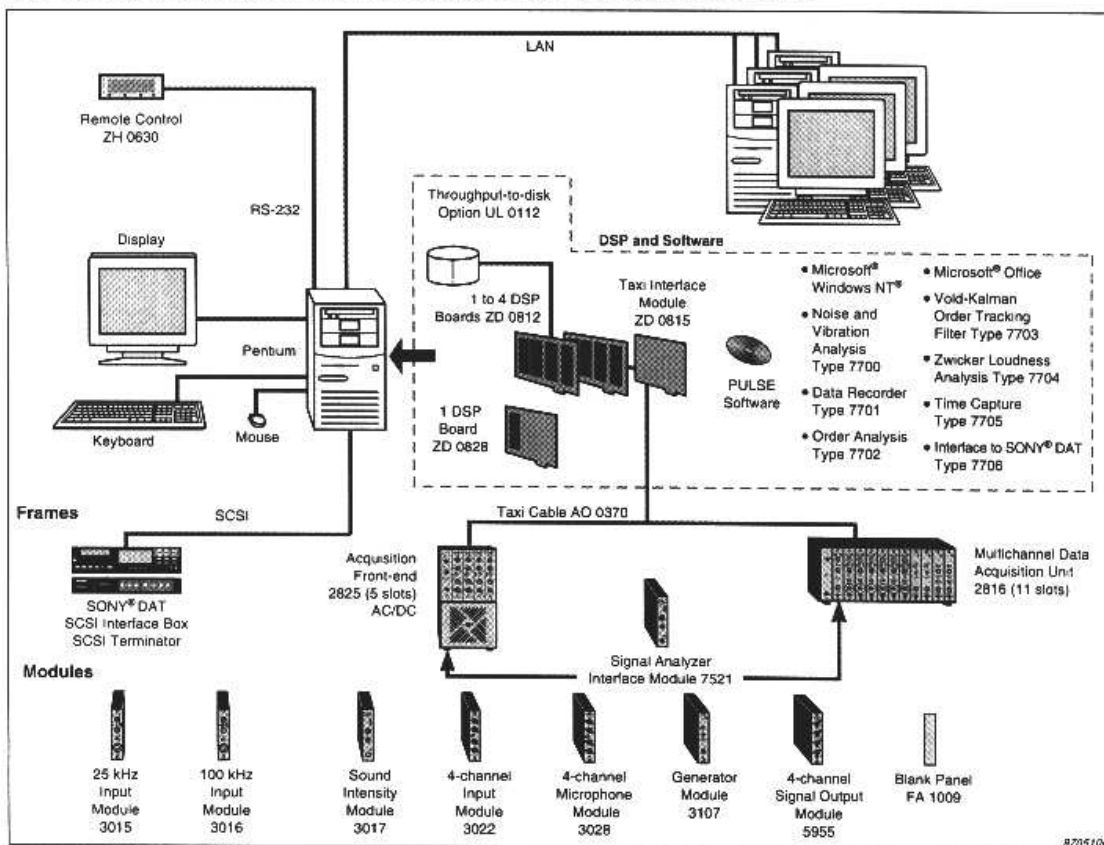 LAN
Remote Control
ZH 0630
RS-232
Throughput-to-disk
Option UL 0112
DSP and Software
Display
1 to 4 DSP
Boards ZD 0812
Taxi Interface
Module
ZD 0815
Pentium
1 DSP
Board
ZD 0828
PULSE
Software
• Microsoft®
Windows NT®
• Noise and
Vibration
Analysis
Type 7700
• Data Recorder
Type 7701
• Order Analysis
Type 7702
• Microsoft® Office
• Vold-Kalman
Order Tracking
Filter Type 7703
• Zwicker Loudness
Analysis Type 7704
• Time Capture
Type 7705
• Interface to SONY® DAT
Type 7706
Keyboard
Mouse
Frames
SCSI
Taxi Cable AO 0370
SONY® DAT
SCSI Interface Box
SCSI Terminator
Acquisition
Front-end
2825 (5 slots)
AC/DC
Multichannel Data
Acquisition Unit
2816 (11 slots)
Signal Analyzer
Interface Module 7521
Modules
25 kHz
Input
Module
3015
100 kHz
Input
Module
3016
Sound
Intensity
Module
3017
4-channel
Input
Module
3022
4-channel
Microphone
Module
3028
Generator
Module
3107
4-channel
Signal Output
Module
5955
Blank Panel
FA 1009